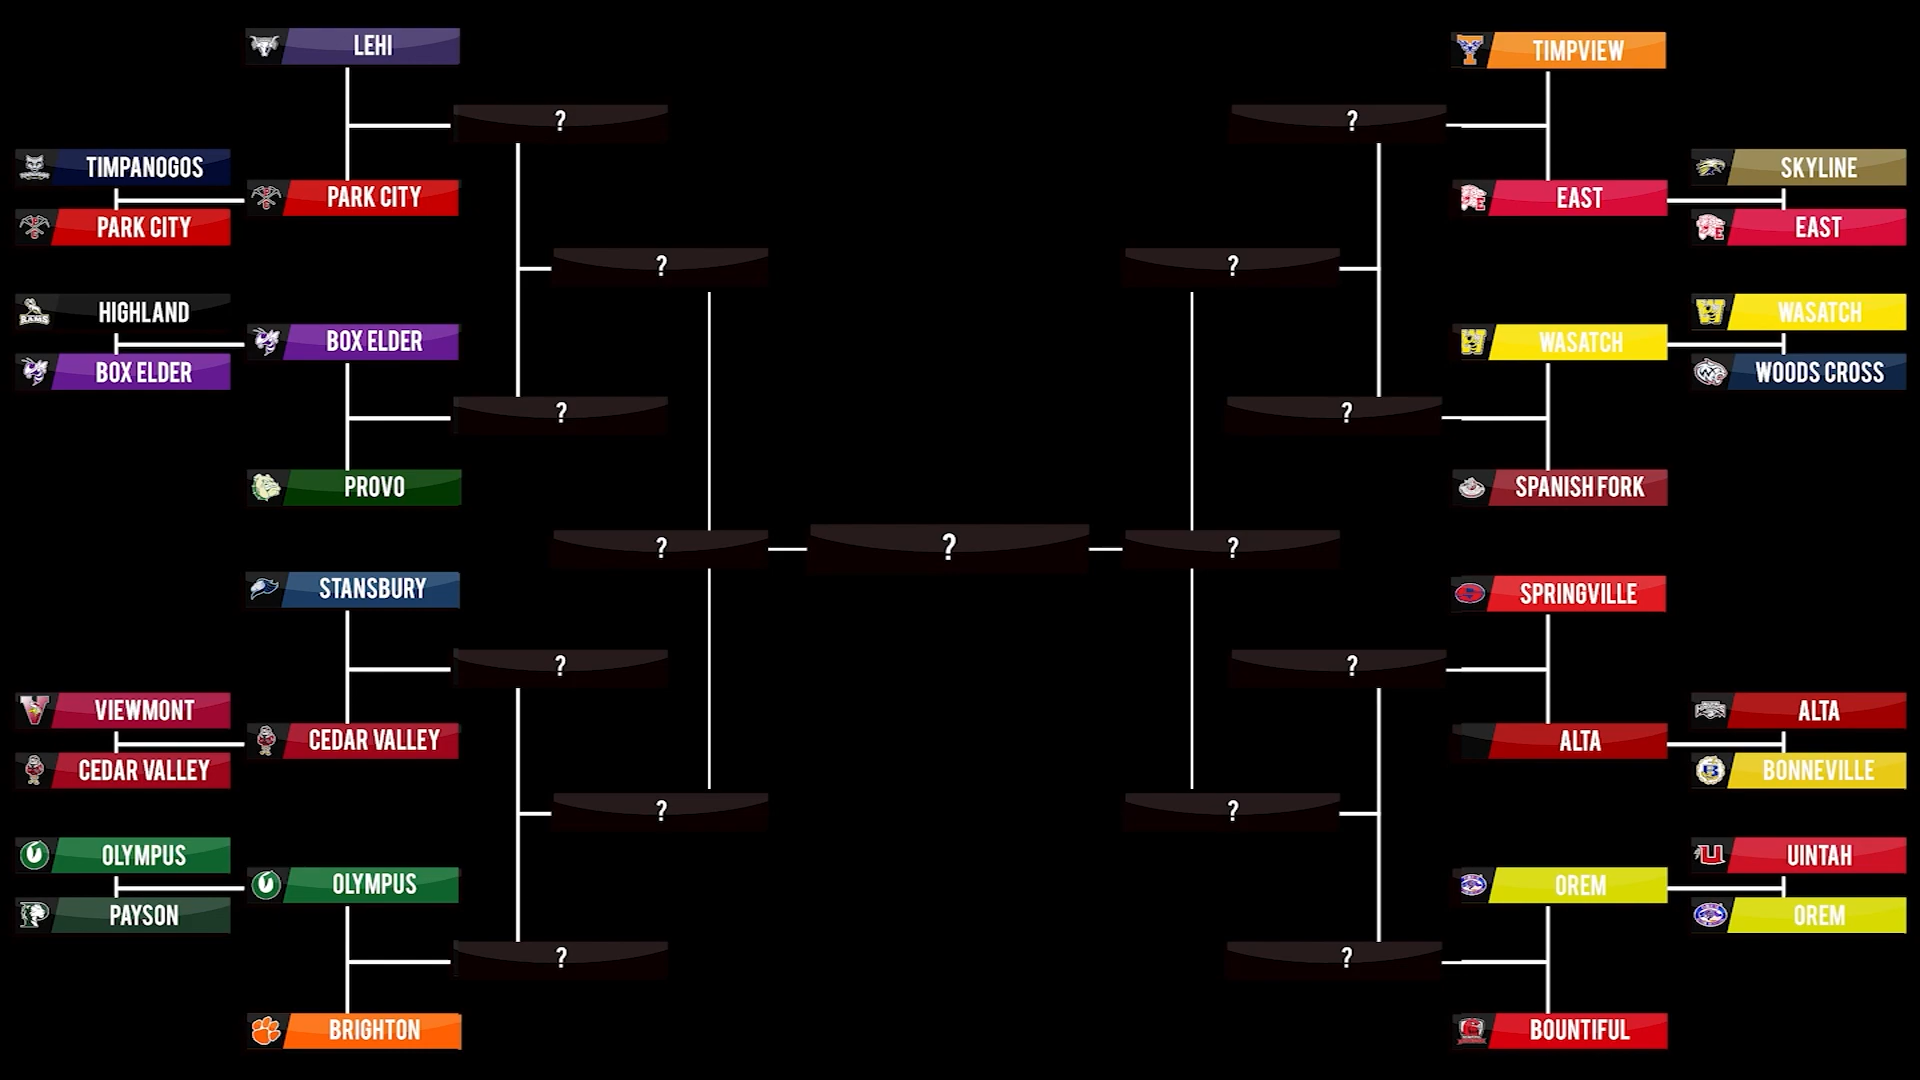 LEHI
?
TIMPANOGOS
PARK CITY
PARK CITY
HIGHLAND
BOX ELDER
BOX ELDER
?
?
PROVO
STANSBURY
?
VIEWMONT
CEDAR VALLEY
CEDAR VALLEY
OLYMPUS
PAYSON
OLYMPUS
?
?
BRIGHTON
?
?
?
TIMPVIEW
?
SKYLINE
EAST
EAST
?
WASATCH
WASATCH
WOODS CROSS
?
SPANISH FORK
SPRINGVILLE
?
ALTA
ALTA
BONNEVILLE
?
UINTAH
OREM
OREM
?
BOUNTIFUL